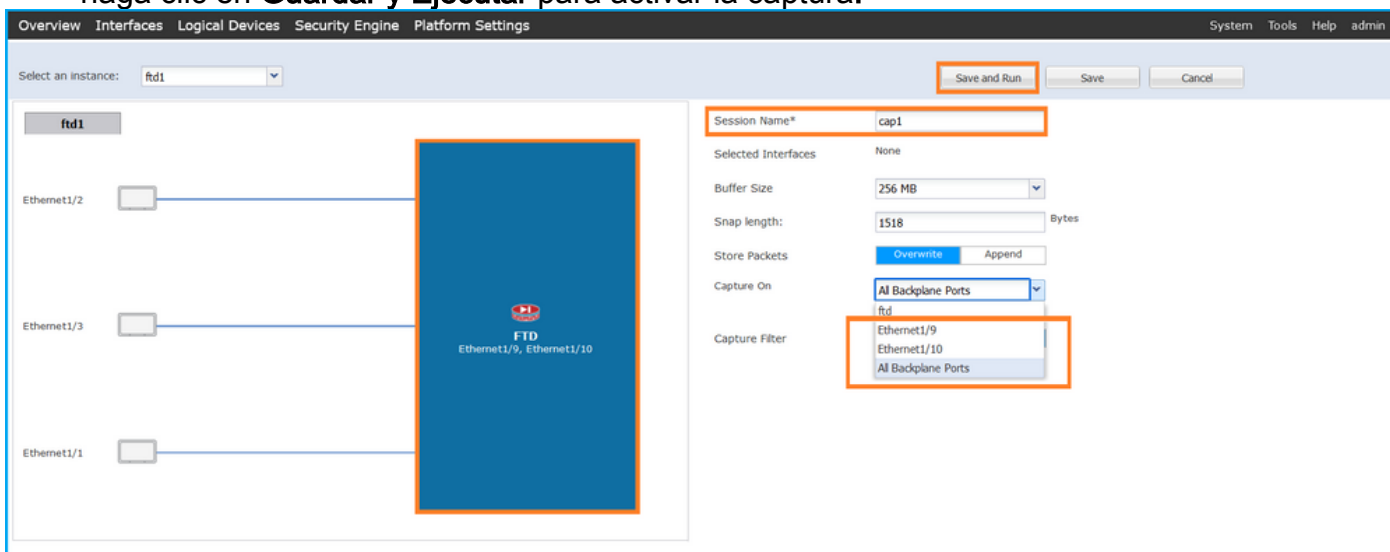 haga clic en Guardar y Ejecutar para activar la captura.
Overview Interfaces Logical Devices Security Engine Platform Settings System Tools Help admin
Select an instance: ftd1 Save and Run Save Cancel
ftd1
Ethernet1/2
Ethernet1/3
Ethernet1/1
FTD
Ethernet1/9, Ethernet1/10
Session Name* cap1
Selected Interfaces None
Buffer Size 256 MB
Snap length: 1518 Bytes
Store Packets Overwrite Append
Capture On All Backplane Ports
ftd
Ethernet1/9
Capture Filter
Ethernet1/10
All Backplane Ports